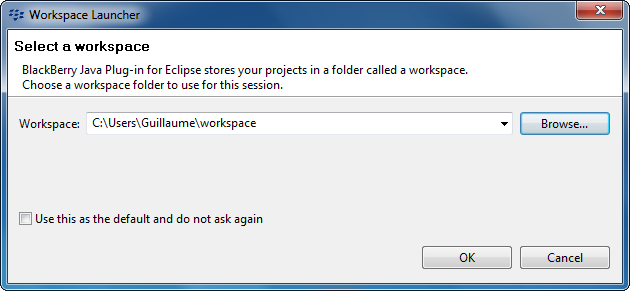 Workspace Launcher
Select a workspace
BlackBerry Java Plug-in for Eclipse stores your projects in a folder called a workspace.
Choose a workspace folder to use for this session.
Workspace: C:\Users\Guillaume\workspace Browse...
Use this as the default and do not ask again
OK Cancel